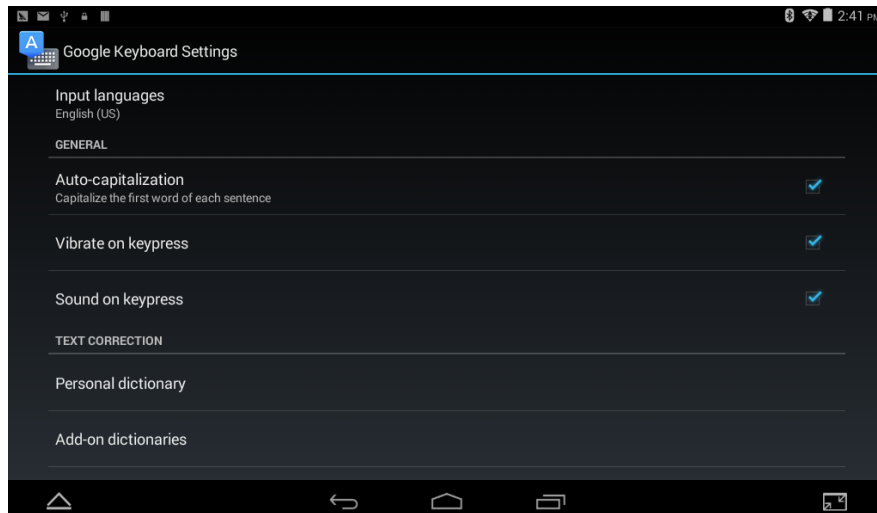 2:41 PM
A
Google Keyboard Settings
Input languages
English (US)
GENERAL
Auto-capitalization
Capitalize the first word of each sentence
Vibrate on keypress
Sound on keypress
TEXT CORRECTION
Personal dictionary
Add-on dictionaries